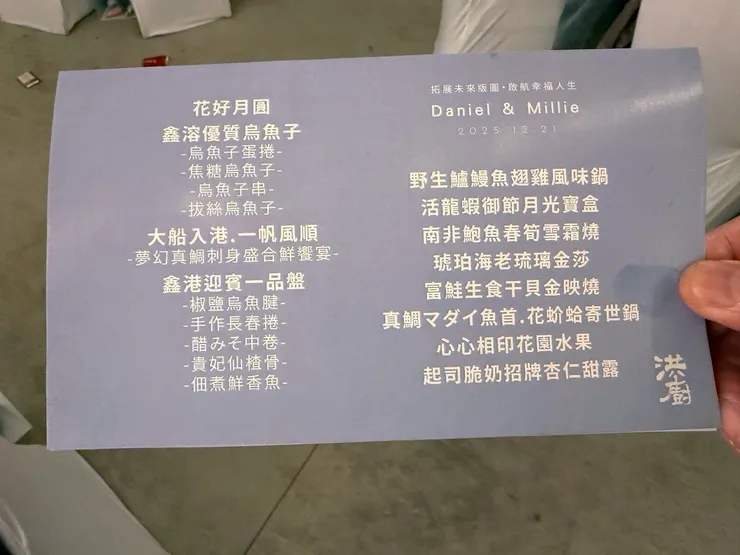 花好月圓
鑫溶優質烏魚子
-烏魚子蛋捲-
-焦糖烏魚子-
-烏魚子串-
-拔絲烏魚子-
大船入港.一帆風順
-夢幻真鯛刺身盛合鮮饗宴-
鑫港迎賓一品盤
-椒鹽烏魚腱-
-手作長春捲-
-醋みそ中卷-
-貴妃仙楂骨-
-佃煮鮮香魚-
拓展未來版圖・啟航幸福人生
Daniel & Millie
2025.12.21
野生鱸鰻魚翅雞風味鍋
活龍蝦御節月光寶盒
南非鮑魚春筍雪霜燒
琥珀海老琉璃金莎
富鮭生食干貝金映燒
真鯛マダイ魚首.花蚧蛤寄世鍋
心心相印花園水果
起司脆奶招牌杏仁甜露
洪廚